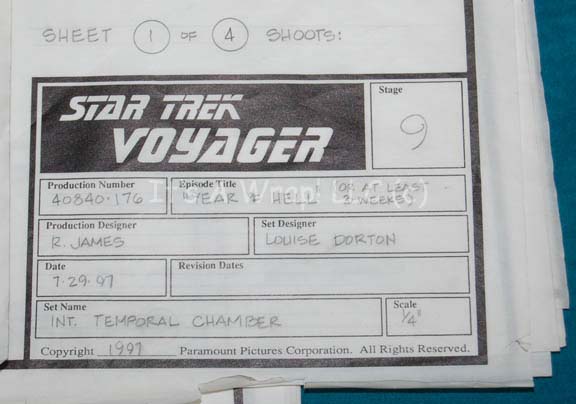 SHEET 1 OF 4 SHOOTS:
STAR TREK
VOYAGER
Stage
9
Production Number
40840·176
Episode Title
"YEAR OF HELL"
OR AT LEAST
3 WEEKS
Production Designer
R. JAMES
Set Designer
LOUISE DORTON
Date
7·29·97
Revision Dates
Set Name
INT. TEMPORAL CHAMBER
Scale
1/4"
Copyright 1997 Paramount Pictures Corporation. All Rights Reserved.